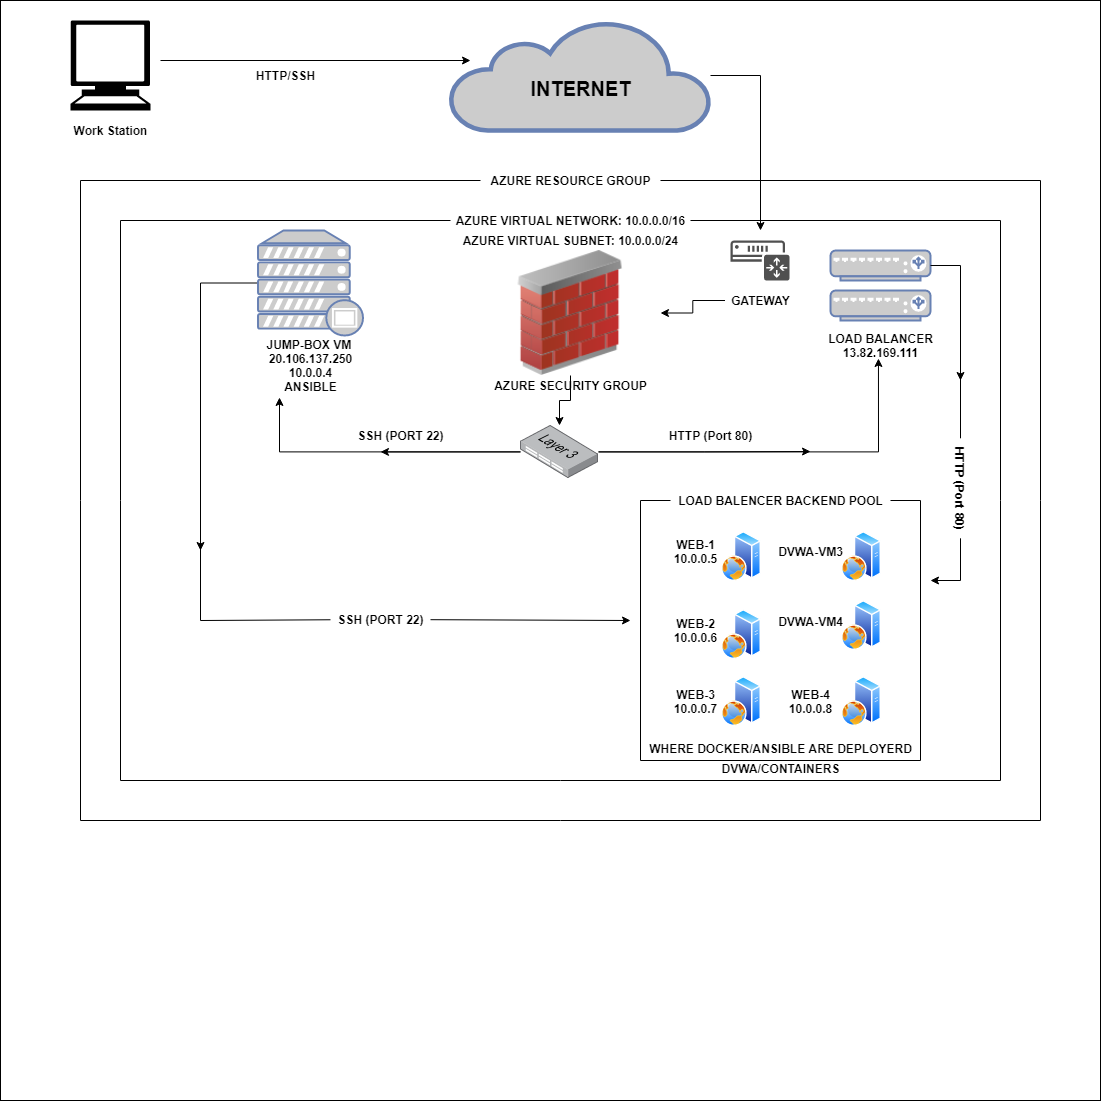 HTTP/SSH
INTERNET
Work Station
AZURE RESOURCE GROUP
AZURE VIRTUAL NETWORK: 10.0.0.0/16
AZURE VIRTUAL SUBNET: 10.0.0.0/24
GATEWAY
JUMP-BOX VM
20.106.137.250
10.0.0.4
ANSIBLE
LOAD BALANCER
13.82.169.111
AZURE SECURITY GROUP
SSH (PORT 22)
Layer 3
HTTP (Port 80)
HTTP (Port 80)
LOAD BALENCER BACKEND POOL
WEB-1
10.0.0.5
DVWA-VM3
WEB-2
10.0.0.6
DVWA-VM4
SSH (PORT 22)
WEB-3
10.0.0.7
WEB-4
10.0.0.8
WHERE DOCKER/ANSIBLE ARE DEPLOYERD
DVWA/CONTAINERS